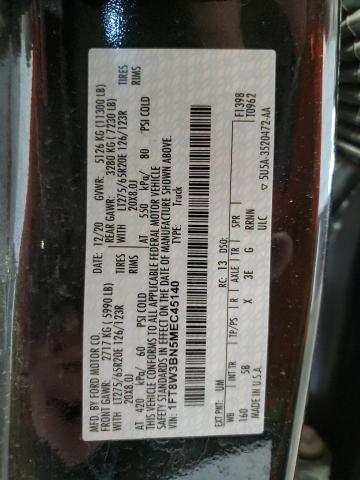 MFD. BY FORD MOTOR CO.
DATE: 12/20 GVWR: 5126 KG (11300 LB)
FRONT GAWR: 2717 KG (5990 LB) REAR GAWR: 3280 KG (7230 LB)
WITH LT275/65R20E 126/123R TIRES WITH LT275/65R20E 126/123R TIRES
20X8.0J RIMS 20X8.0J RIMS
AT 420 kPa/ 60 PSI COLD AT 550 kPa/ 80 PSI COLD
THIS VEHICLE CONFORMS TO ALL APPLICABLE FEDERAL MOTOR VEHICLE
SAFETY STANDARDS IN EFFECT ON THE DATE OF MANUFACTURE SHOWN ABOVE.
VIN: 1FT8W3BN5MEC45140 TYPE: Truck
F1398
T0962
EXT PNT: UM RC: 13 DSO:
WB INT TR TP/PS R AXLE TR SPR
160 5B X 3E G RRNN
ULC
MADE IN U.S.A. ▽ 5U5A-3520472-AA